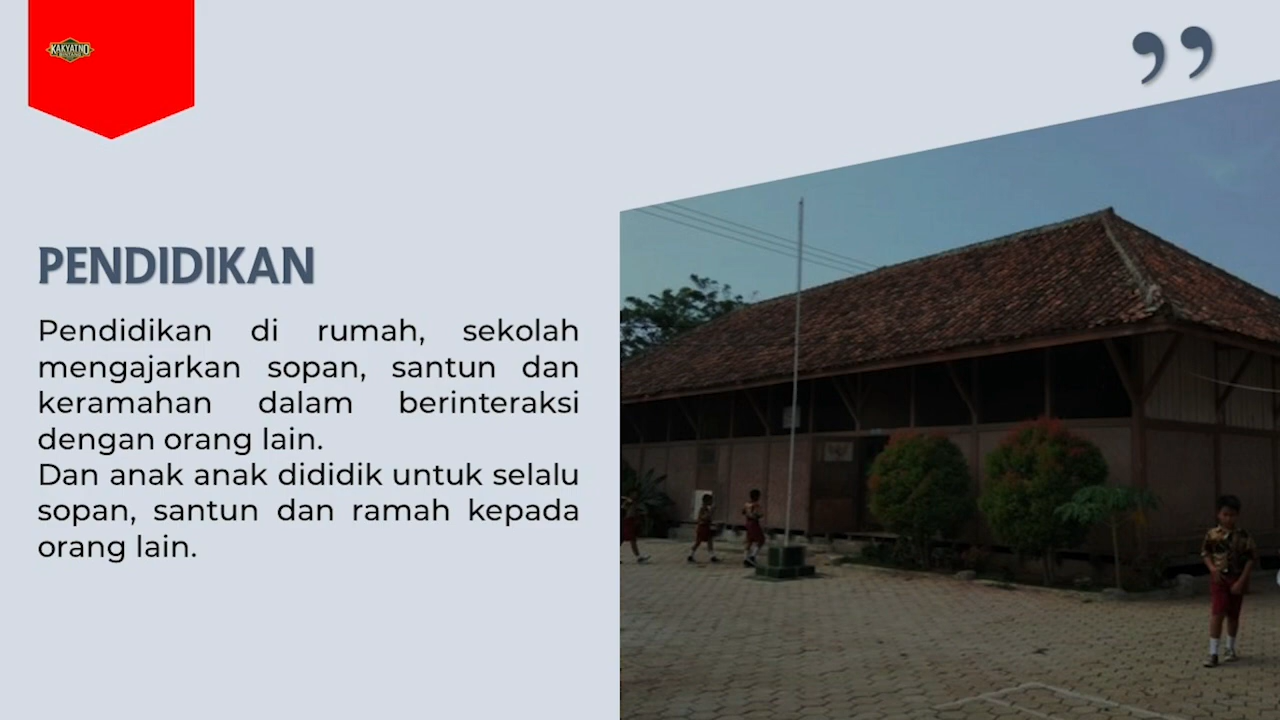 KAKYATNO
PENDIDIKAN
Pendidikan di rumah, sekolah
mengajarkan sopan, santun dan
keramahan dalam berinteraksi
dengan orang lain.
Dan anak anak dididik untuk selalu
sopan, santun dan ramah kepada
orang lain.